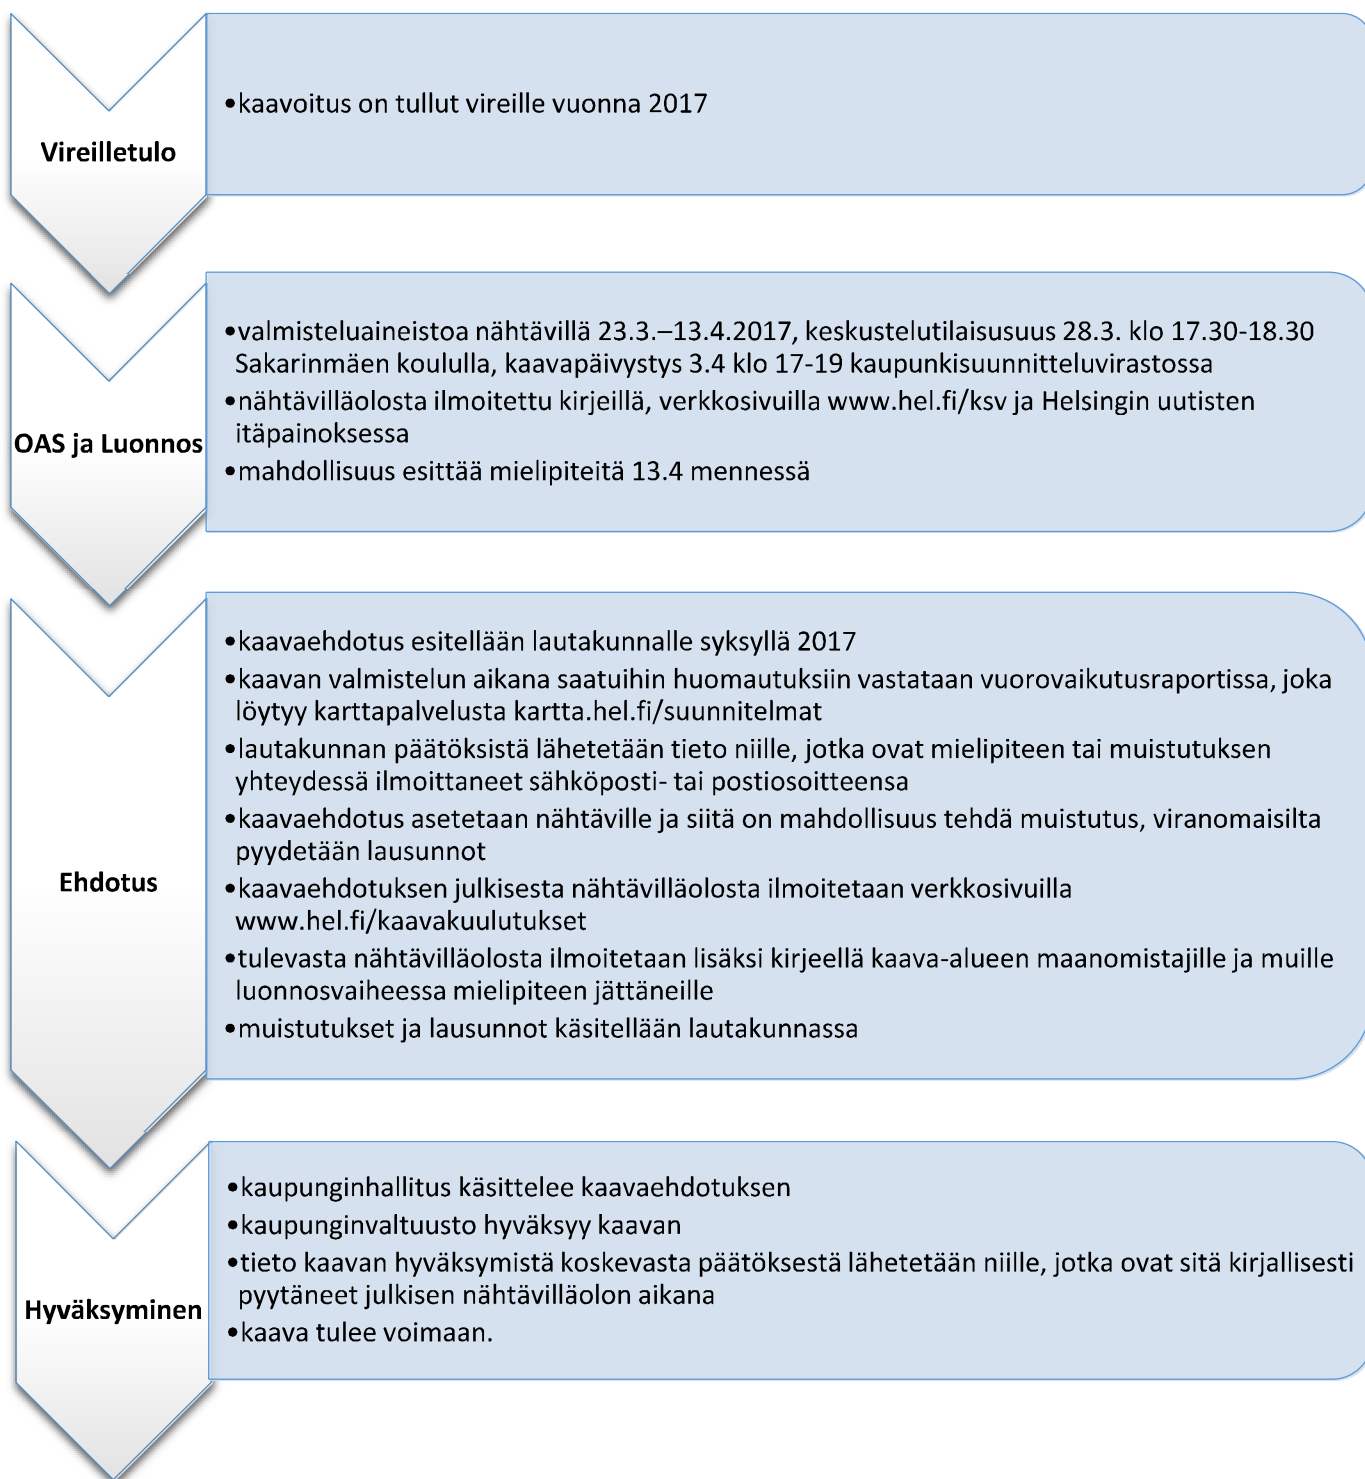 Vireilletulo
•kaavoitus on tullut vireille vuonna 2017
OAS ja Luonnos
•valmisteluaineistoa nähtävillä 23.3.–13.4.2017, keskustelutilaisusuus 28.3. klo 17.30-18.30
Sakarinmäen koululla, kaavapäivystys 3.4 klo 17-19 kaupunkisuunnitteluvirastossa
•nähtävilläolosta ilmoitettu kirjeillä, verkkosivuilla www.hel.fi/ksv ja Helsingin uutisten
itäpainoksessa
•mahdollisuus esittää mielipiteitä 13.4 mennessä
Ehdotus
•kaavaehdotus esitellään lautakunnalle syksyllä 2017
•kaavan valmistelun aikana saatuihin huomautuksiin vastataan vuorovaikutusraportissa, joka
löytyy karttapalvelusta kartta.hel.fi/suunnitelmat
•lautakunnan päätöksistä lähetetään tieto niille, jotka ovat mielipiteen tai muistutuksen
yhteydessä ilmoittaneet sähköposti- tai postiosoitteensa
•kaavaehdotus asetetaan nähtäville ja siitä on mahdollisuus tehdä muistutus, viranomaisilta
pyydetään lausunnot
•kaavaehdotuksen julkisesta nähtävilläolosta ilmoitetaan verkkosivuilla
www.hel.fi/kaavakuulutukset
•tulevasta nähtävilläolosta ilmoitetaan lisäksi kirjeellä kaava-alueen maanomistajille ja muille
luonnosvaiheessa mielipiteen jättäneille
•muistutukset ja lausunnot käsitellään lautakunnassa
Hyväksyminen
•kaupunginhallitus käsittelee kaavaehdotuksen
•kaupunginvaltuusto hyväksyy kaavan
•tieto kaavan hyväksymistä koskevasta päätöksestä lähetetään niille, jotka ovat sitä kirjallisesti
pyytäneet julkisen nähtävilläolon aikana
•kaava tulee voimaan.